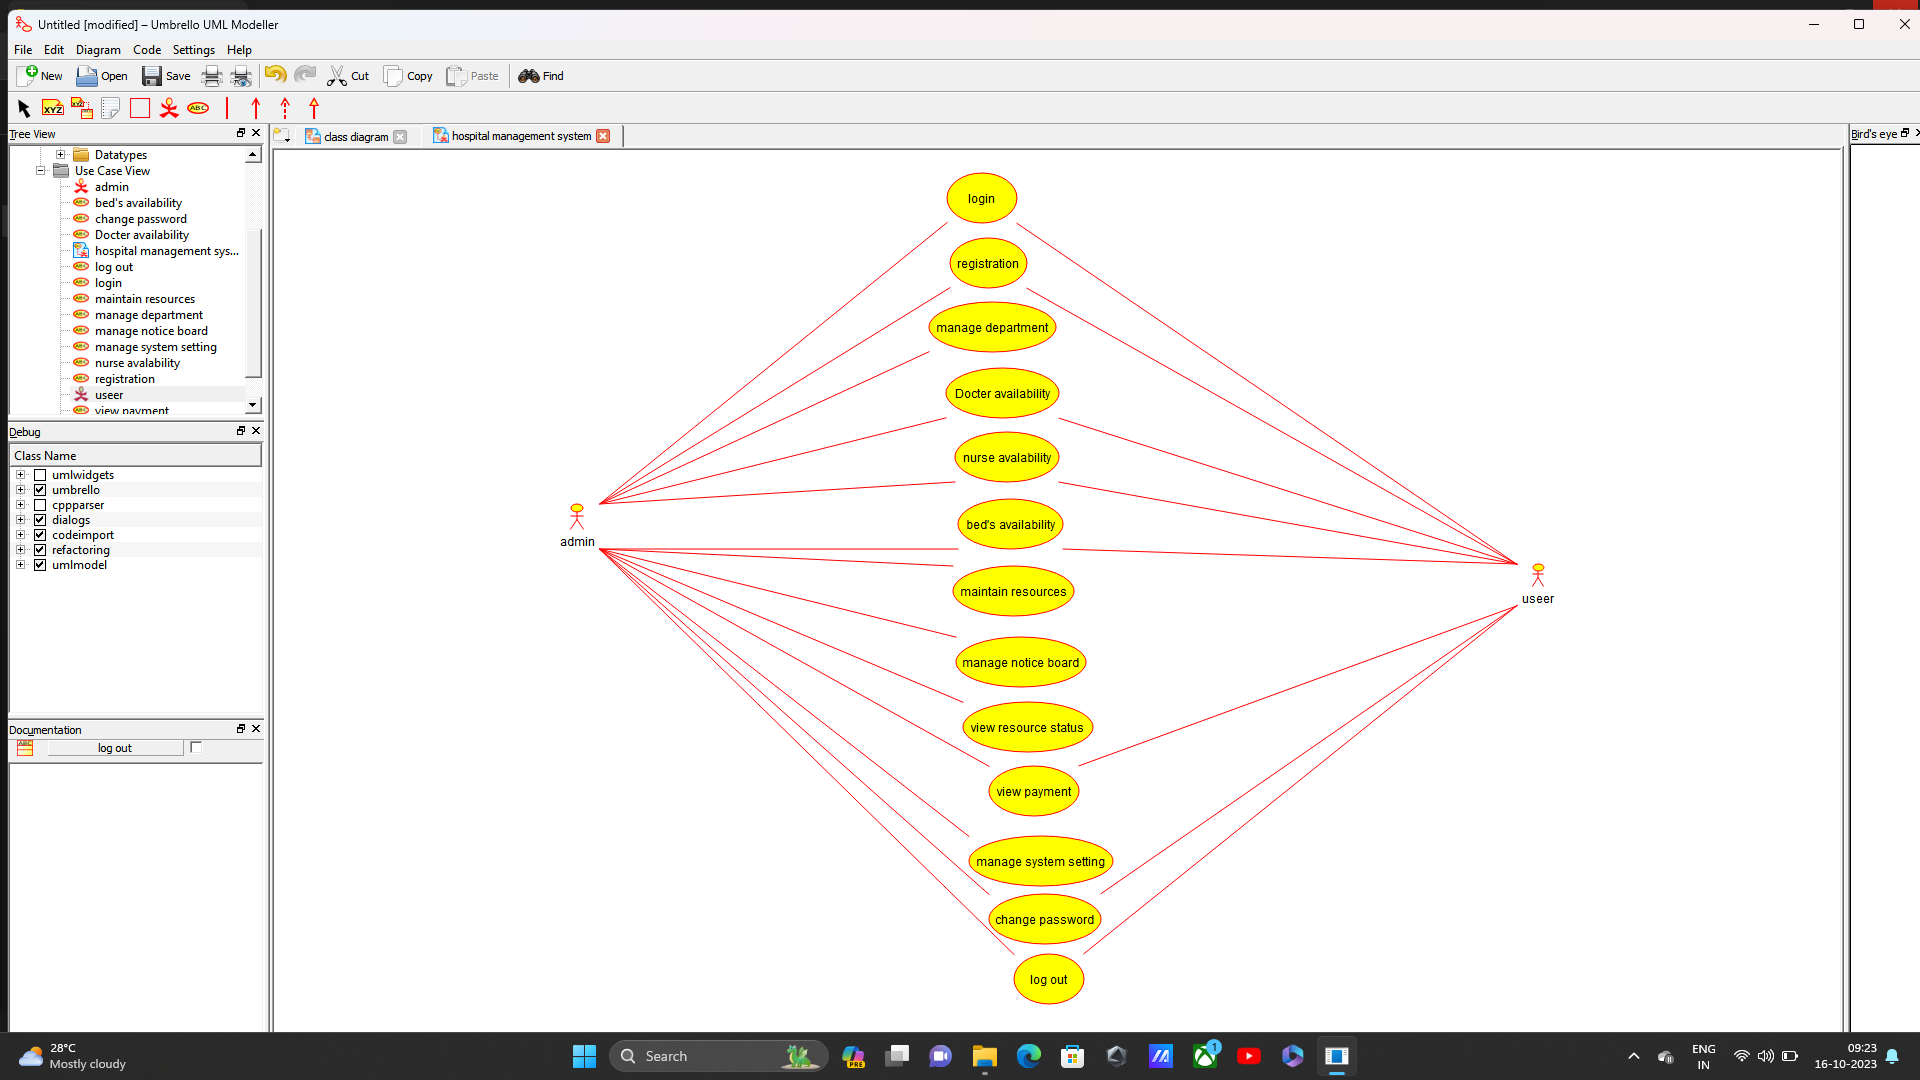 Untitled [modified] – Umbrello UML Modeller
File Edit Diagram Code Settings Help
New Open Save Cut Copy Paste Find
XYZ XYZ ABC
Tree View
class diagram
hospital management system
Bird's eye
Datatypes
Use Case View
admin
bed's availability
change password
Docter availability
hospital management sys...
log out
login
maintain resources
manage department
manage notice board
manage system setting
nurse avalability
registration
useer
view payment
Debug
Class Name
umlwidgets
umbrello
cppparser
dialogs
codeimport
refactoring
umlmodel
Documentation
log out
login
registration
manage department
Docter availability
nurse avalability
bed's availability
maintain resources
manage notice board
view resource status
view payment
manage system setting
change password
log out
admin
useer
28°C
Mostly cloudy
Search
PRE
1
ENG
IN
09:23
16-10-2023